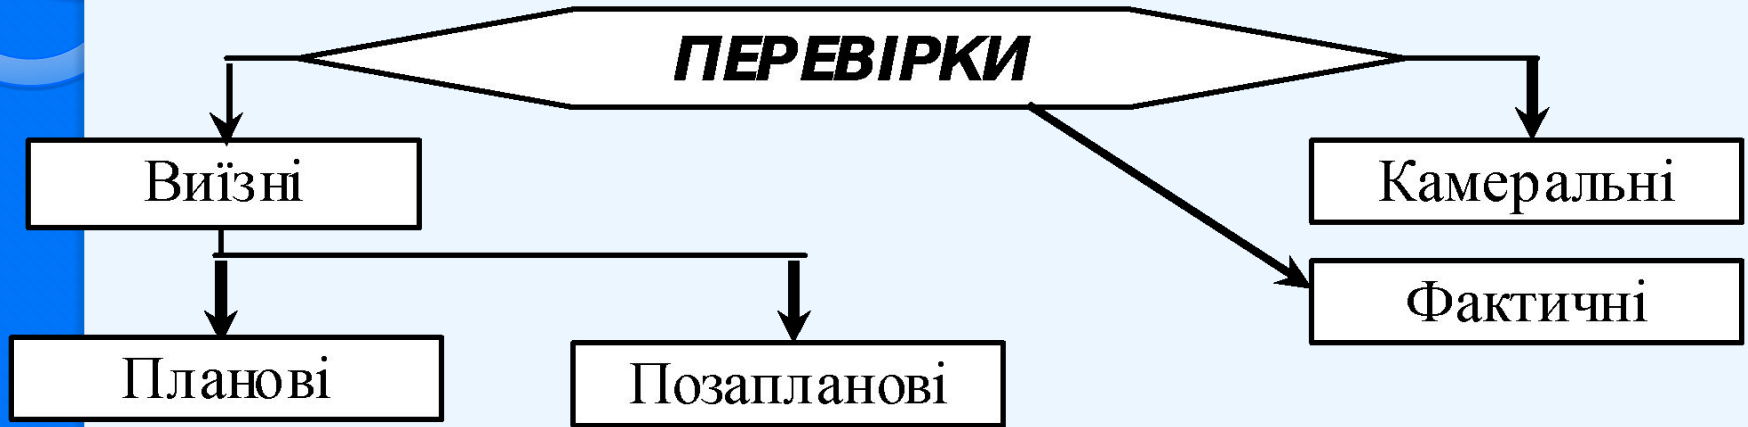 ПЕРЕВІРКИ
Виїзні
Камеральні
Фактичні
Планові
Позапланові